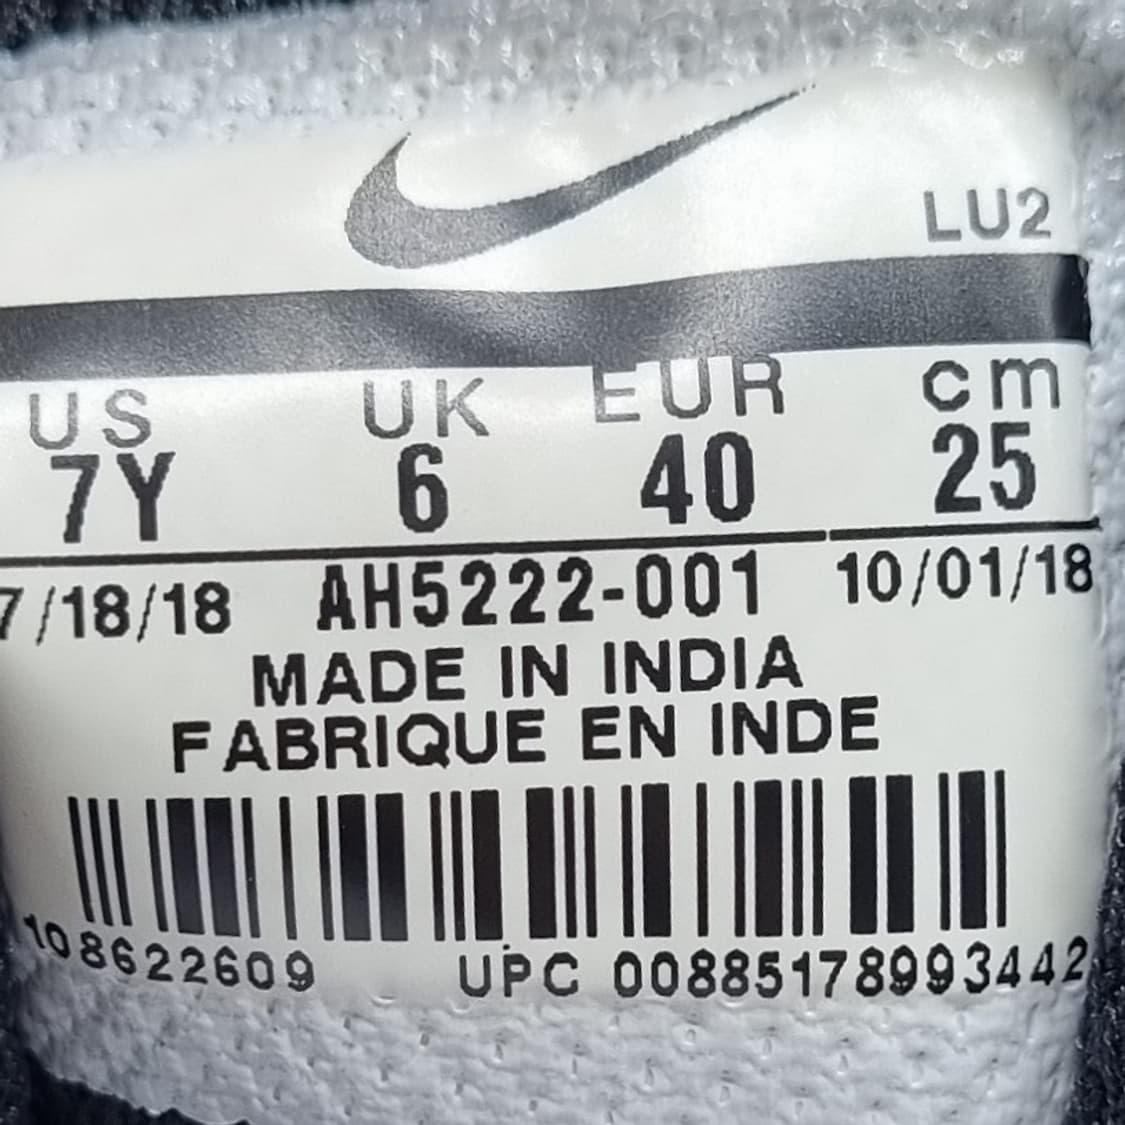 LU2
US UK EUR cm
7Y 6 40 25
7/18/18 AH5222-001 10/01/18
MADE IN INDIA
FABRIQUE EN INDE
108622609 UPC 00885178993442